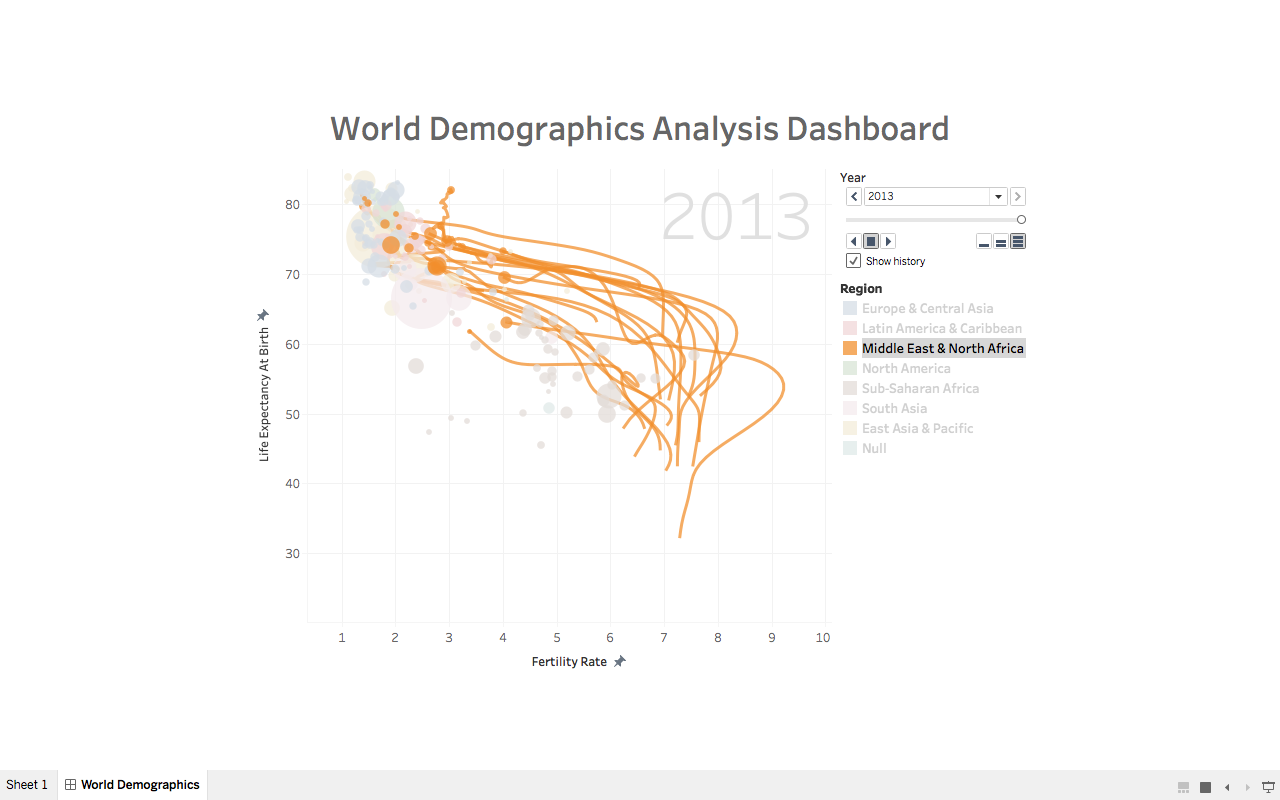 World Demographics Analysis Dashboard
2013
80
70
60
50
40
30
Life Expectancy At Birth
1 2 3 4 5 6 7 8 9 10
Fertility Rate
Year
2013
Show history
Region
Europe & Central Asia
Latin America & Caribbean
Middle East & North Africa
North America
Sub-Saharan Africa
South Asia
East Asia & Pacific
Null
Sheet 1 World Demographics